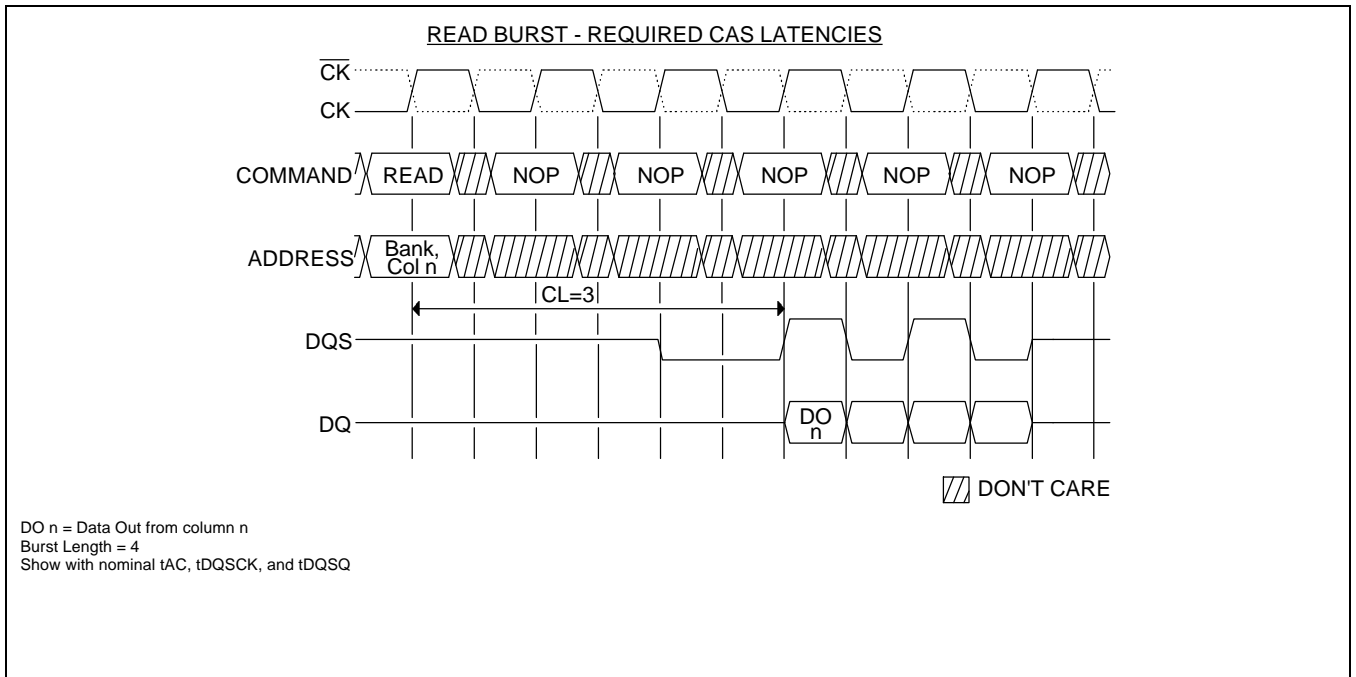 READ BURST - REQUIRED CAS LATENCIES
CK
CK
COMMAND READ NOP NOP NOP NOP NOP
ADDRESS Bank,
Col n
CL=3
DQS
DQ DO
n
DON'T CARE
DO n = Data Out from column n
Burst Length = 4
Show with nominal tAC, tDQSCK, and tDQSQ